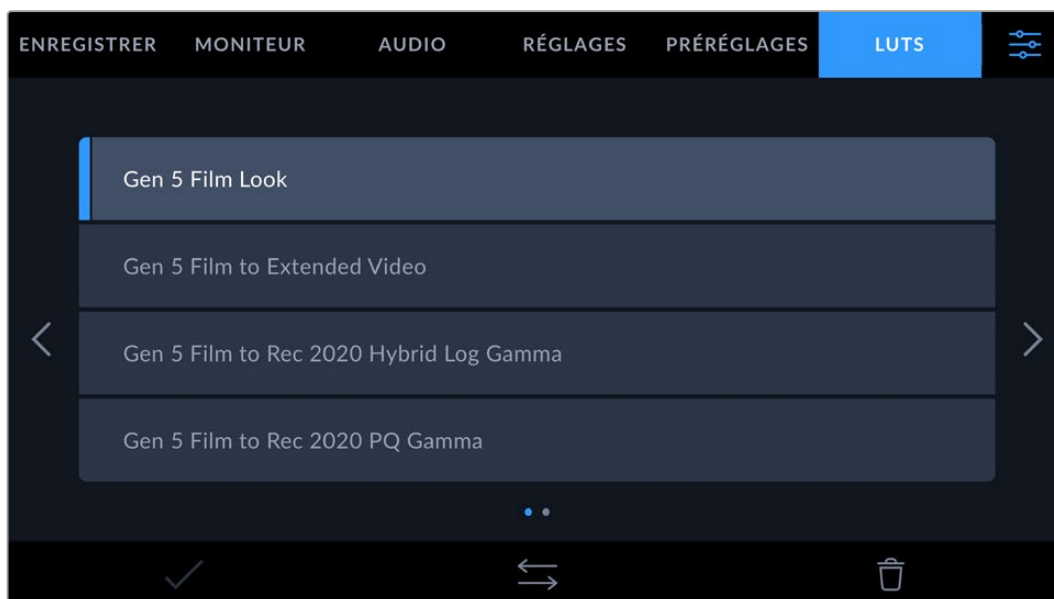 ENREGISTRER MONITEUR AUDIO RÉGLAGES PRÉRÉGLAGES LUTS
Gen 5 Film Look
Gen 5 Film to Extended Video
Gen 5 Film to Rec 2020 Hybrid Log Gamma
Gen 5 Film to Rec 2020 PQ Gamma